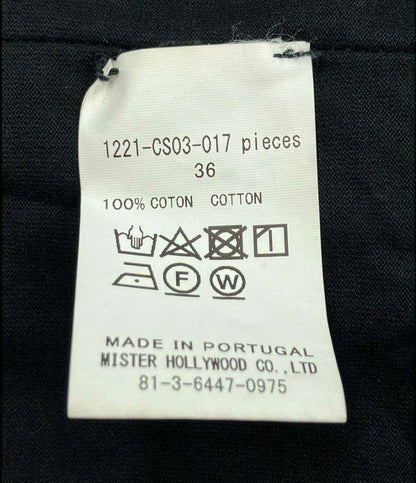 1221-CS03-017 pieces
36
100% COTON COTTON
F W
MADE IN PORTUGAL
MISTER HOLLYWOOD CO.,LTD
81-3-6447-0975